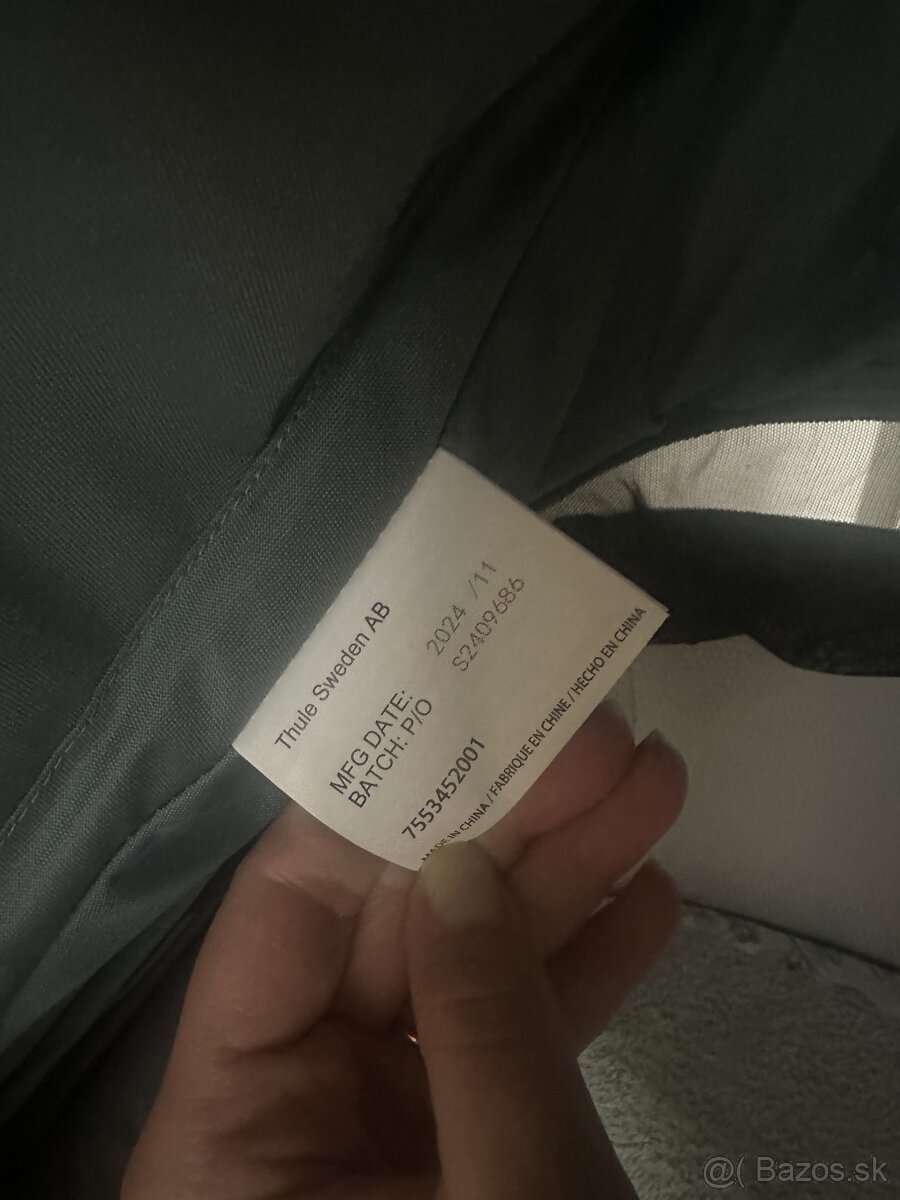 Thule Sweden AB
MFG DATE: 2024 /11
BATCH: P/O S2409686
7553452001
MADE IN CHINA / FABRIQUE EN CHINE / HECHO EN CHINA
@( Bazos.sk